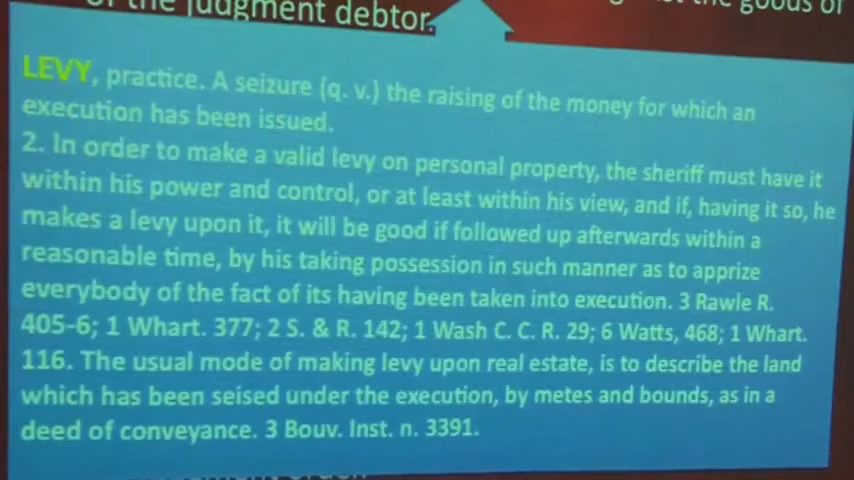 of the judgment debtor.
the goods of
LEVY, practice. A seizure (q. v.) the raising of the money for which an
execution has been issued.
2. In order to make a valid levy on personal property, the sheriff must have it
within his power and control, or at least within his view, and if, having it so, he
makes a levy upon it, it will be good if followed up afterwards within a
reasonable time, by his taking possession in such manner as to apprize
everybody of the fact of its having been taken into execution. 3 Rawle R.
405-6; 1 Whart. 377; 2 S. & R. 142; 1 Wash C. C. R. 29; 6 Watts, 468; 1 Whart.
116. The usual mode of making levy upon real estate, is to describe the land
which has been seised under the execution, by metes and bounds, as in a
deed of conveyance. 3 Bouv. Inst. n. 3391.